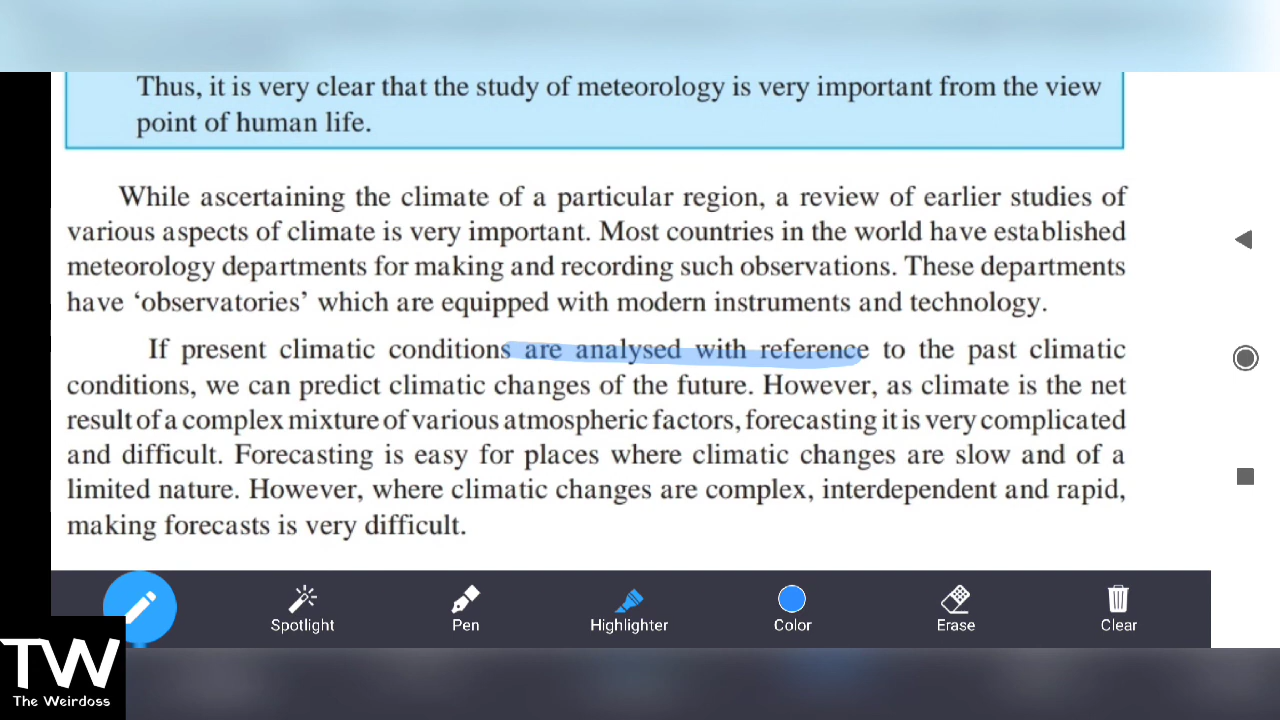 Thus, it is very clear that the study of meteorology is very important from the view
point of human life.
While ascertaining the climate of a particular region, a review of earlier studies of
various aspects of climate is very important. Most countries in the world have established
meteorology departments for making and recording such observations. These departments
have ‘observatories’ which are equipped with modern instruments and technology.
If present climatic conditions are analysed with reference to the past climatic
conditions, we can predict climatic changes of the future. However, as climate is the net
result of a complex mixture of various atmospheric factors, forecasting it is very complicated
and difficult. Forecasting is easy for places where climatic changes are slow and of a
limited nature. However, where climatic changes are complex, interdependent and rapid,
making forecasts is very difficult.
Spotlight Pen Highlighter Color Erase Clear
TW
The Weirdoss